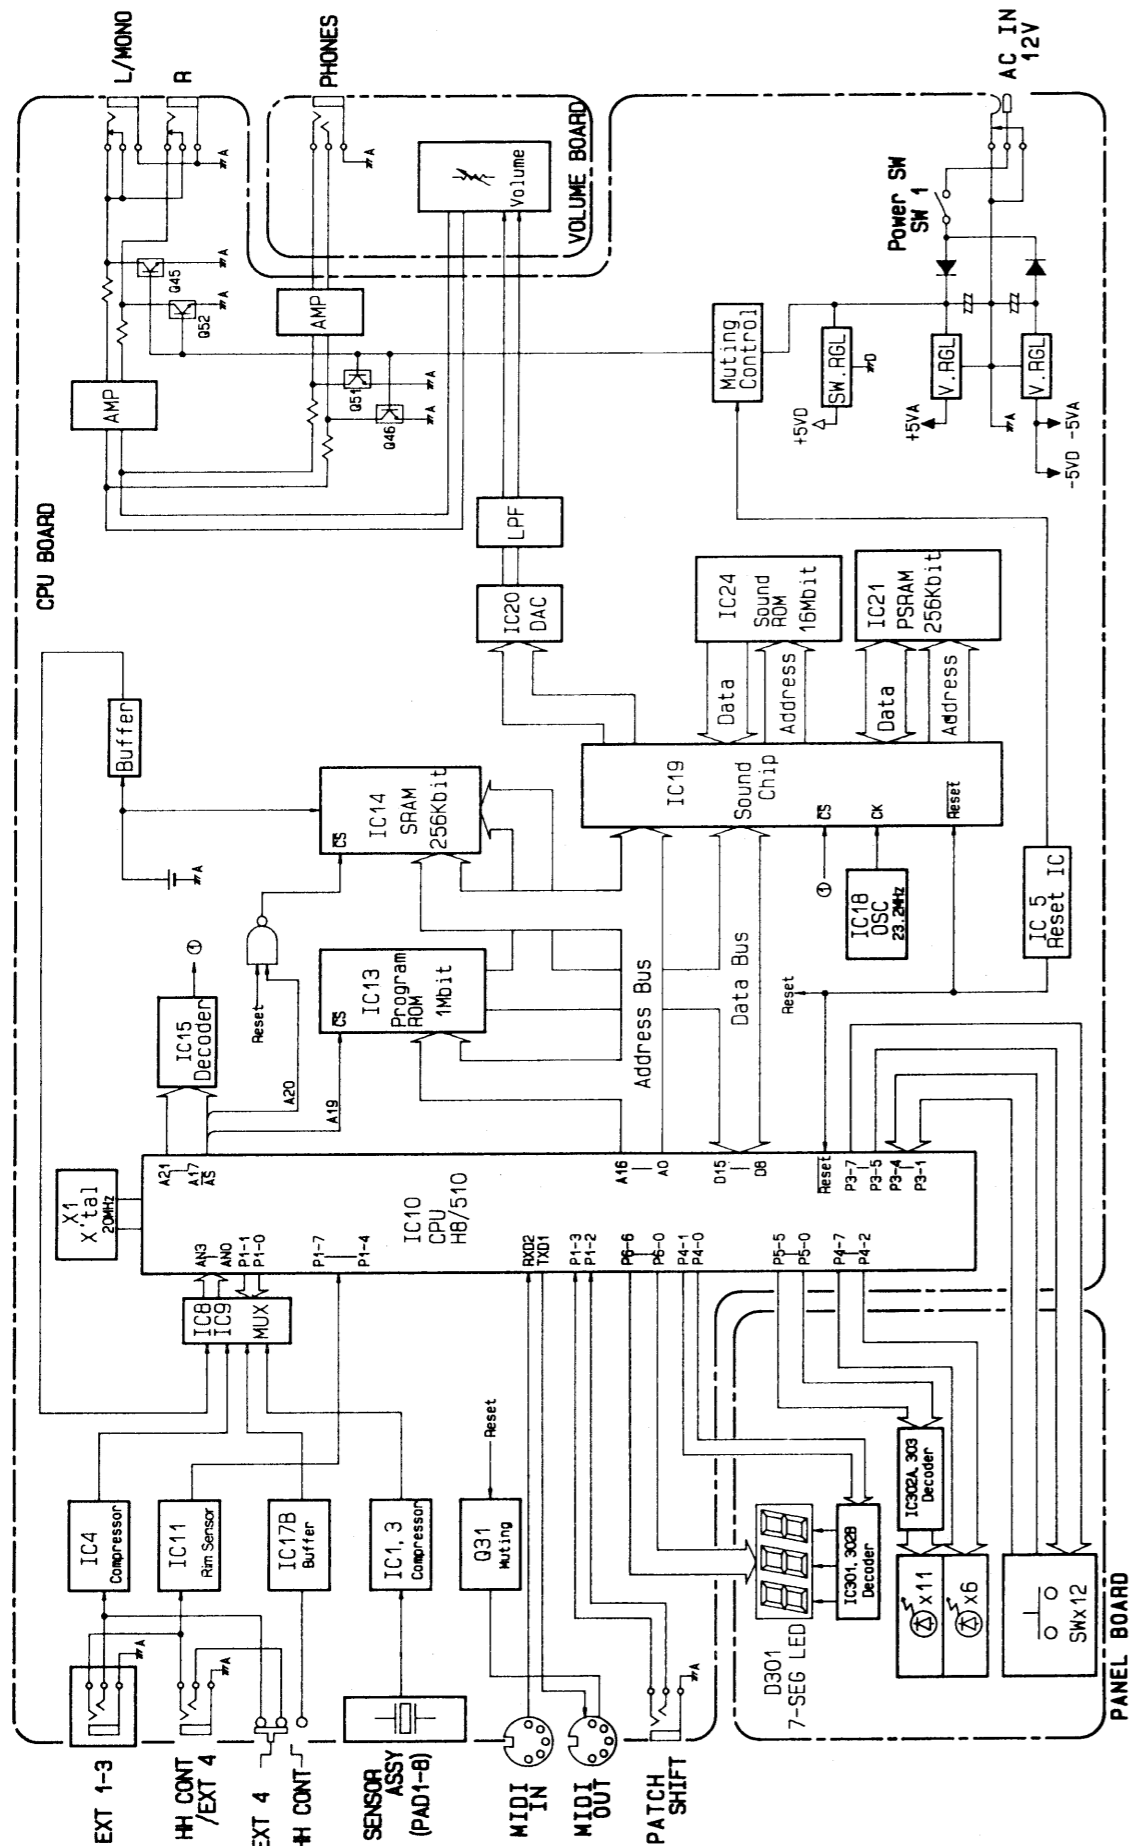 CPU BOARD
L/MONO
R
PHONES
AC IN
12V
VOLUME BOARD
Volume
AMP
Q45
Q52
A
A
A
AMP
Q51
Q46
A
A
A
Power SW
SW 1
Muting
Control
SW.RGL
D
+5VD
V.RGL
V.RGL
+5VA
A
-5VA
-5VD
LPF
IC20
DAC
IC24
Sound
ROM
16Mbit
IC21
PSRAM
256Kbit
Data
Address
Data
Address
Buffer
A
IC14
SRAM
256Kbit
CS
IC19
Sound
Chip
CS
CK
Reset
1
IC18
OSC
23.2MHz
IC 5
Reset IC
1
IC15
Decoder
Reset
A20
A19
IC13
Program
ROM
1Mbit
CS
Address Bus
Data Bus
Reset
X1
X'tal
20MHz
A21
A17
AS
IC10
CPU
H8/510
A16
A0
D15
D8
Reset
P3-7
P3-5
P3-4
P3-1
AN3
AN0
P1-1
P1-0
P1-7
P1-4
RXD2
TXD1
P1-3
P1-2
P6-6
P6-0
P4-1
P4-0
P5-5
P5-0
P4-7
P4-2
IC8
IC9
MUX
IC4
Compressor
IC11
Rim Sensor
IC17B
Buffer
IC1, 3
Compressor
Q31
Muting
Reset
D301
7-SEG LED
IC301, 302B
Decoder
IC302A, 303
Decoder
x11
x6
SWx12
PANEL BOARD
EXT 1-3
A
HH CONT
/EXT 4
A
EXT 4
HH CONT
SENSOR
ASSY
(PAD1-8)
MIDI
IN
MIDI
OUT
PATCH
SHIFT
A